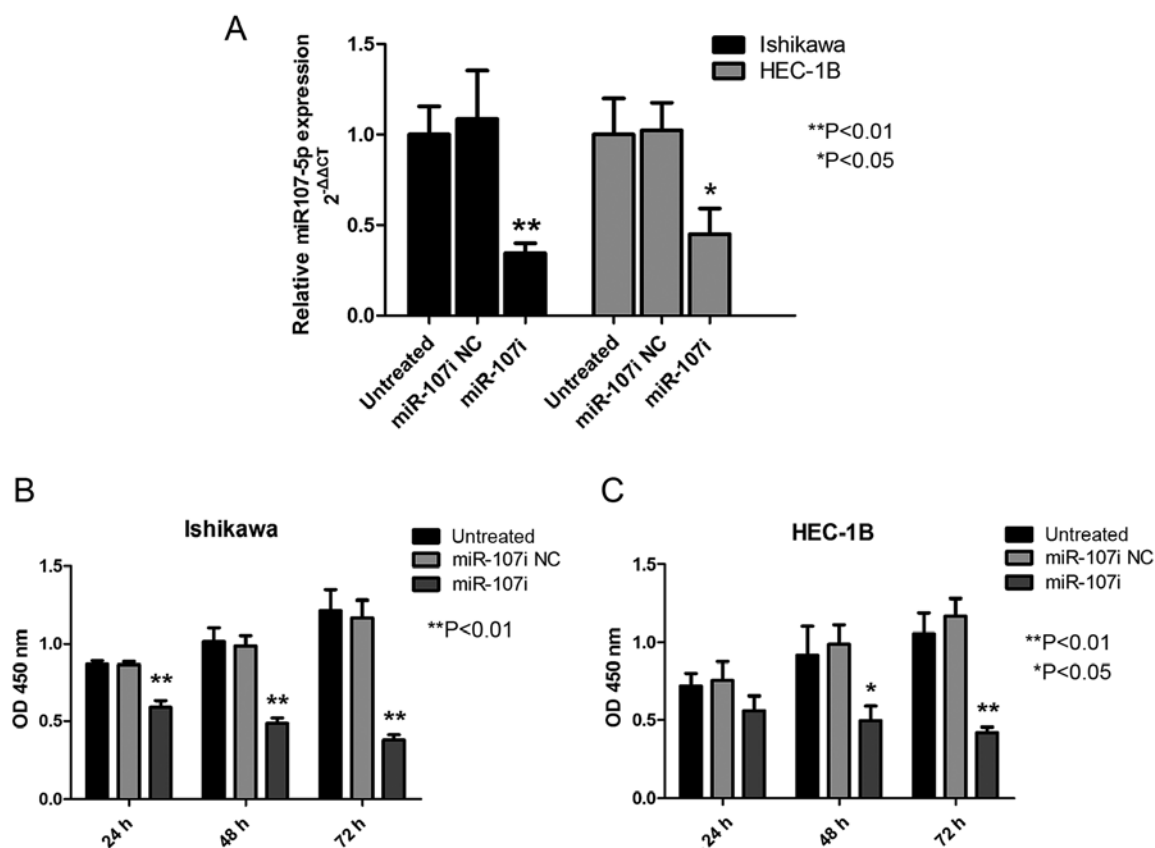 A
Relative miR107-5p expression
2^-ΔΔCT
1.5
1.0
0.5
0.0
Ishikawa
HEC-1B
**P<0.01
*P<0.05
**
*
Untreated
miR-107i NC
miR-107i
Untreated
miR-107i NC
miR-107i
B
Ishikawa
Untreated
miR-107i NC
miR-107i
**P<0.01
OD 450 nm
1.5
1.0
0.5
0.0
**
**
**
24 h
48 h
72 h
C
HEC-1B
Untreated
miR-107i NC
miR-107i
**P<0.01
*P<0.05
OD 450 nm
1.5
1.0
0.5
0.0
*
**
24 h
48 h
72 h